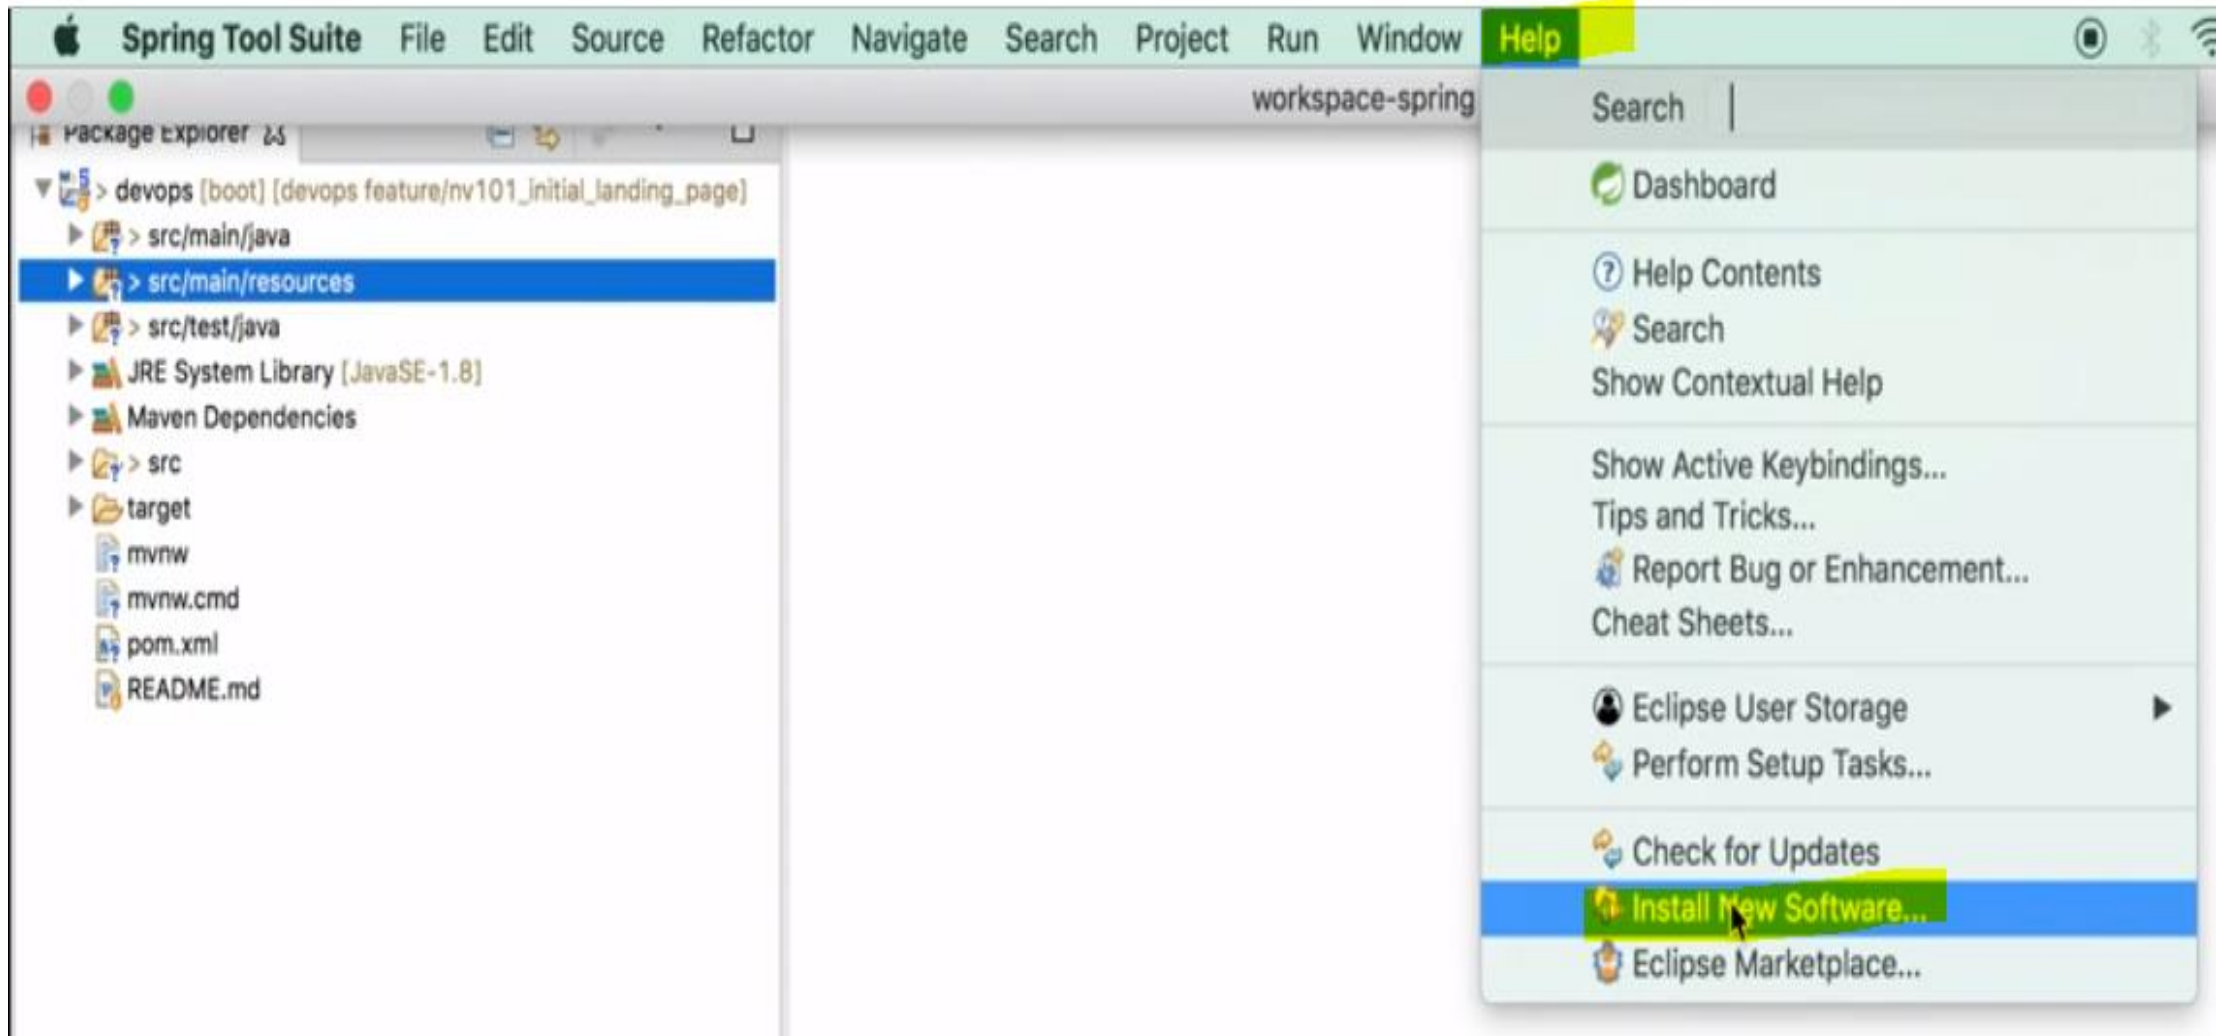 Spring Tool Suite File Edit Source Refactor Navigate Search Project Run Window Help
workspace-spring
Package Explorer
> devops [boot] [devops feature/nv101_initial_landing_page]
> src/main/java
> src/main/resources
> src/test/java
JRE System Library [JavaSE-1.8]
Maven Dependencies
> src
target
mvnw
mvnw.cmd
pom.xml
README.md
Search
Dashboard
Help Contents
Search
Show Contextual Help
Show Active Keybindings...
Tips and Tricks...
Report Bug or Enhancement...
Cheat Sheets...
Eclipse User Storage
Perform Setup Tasks...
Check for Updates
Install New Software...
Eclipse Marketplace...